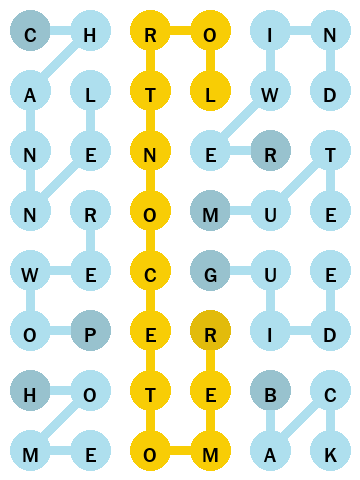 C H R O I N
A L T L W D
N E N E R T
N R O M U E
W E C G U E
O P E R I D
H O T E B C
M E O M A K